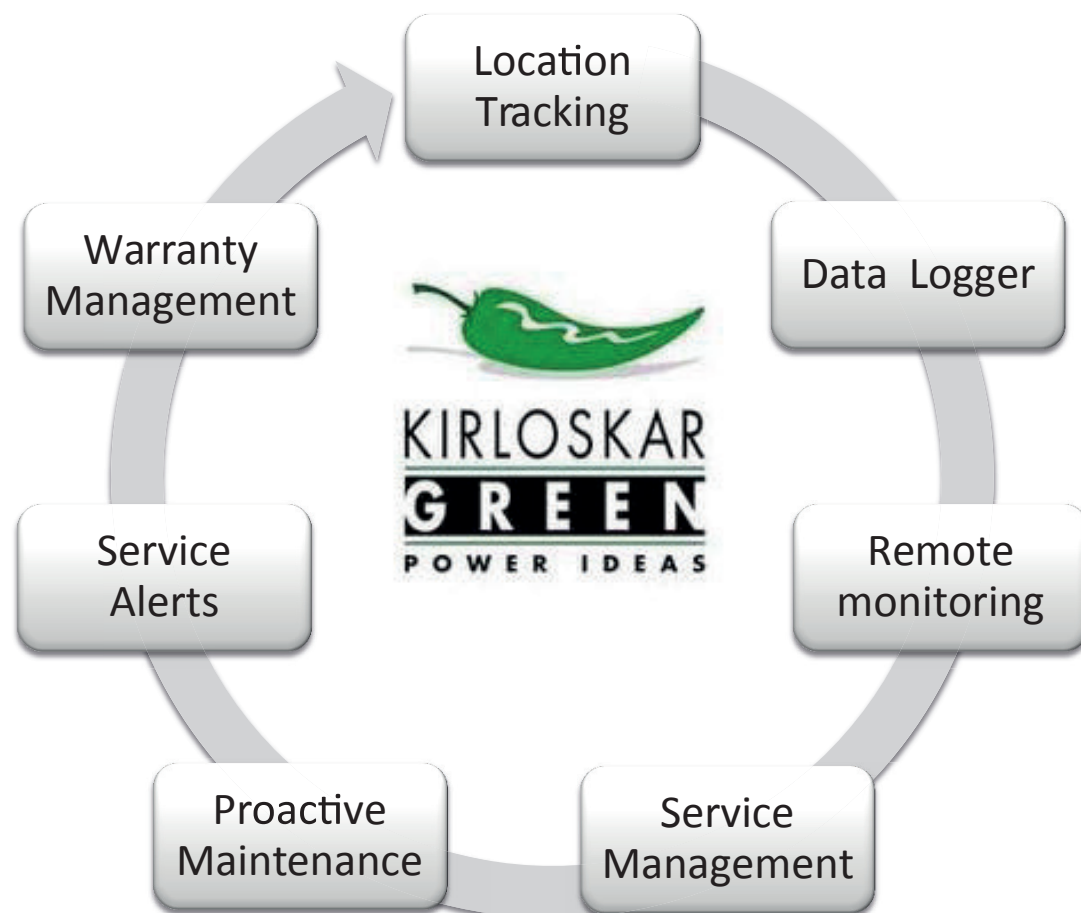 Location
Tracking
Data Logger
Remote
monitoring
Service
Management
Proactive
Maintenance
Service
Alerts
Warranty
Management
KIRLOSKAR
GREEN
POWER IDEAS